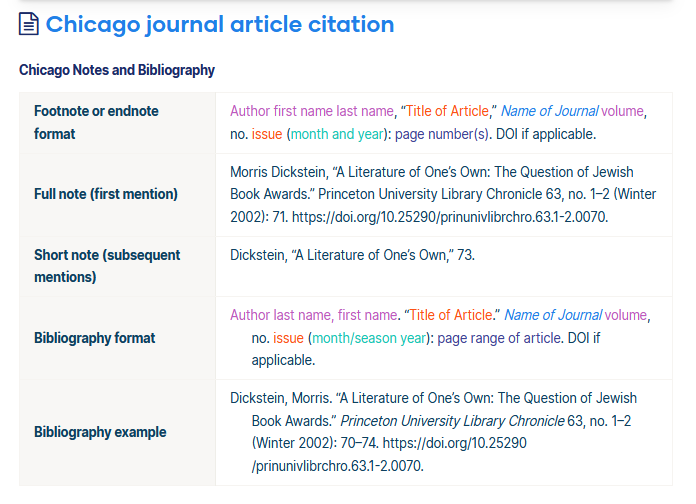 Chicago journal article citation
Chicago Notes and Bibliography
Footnote or endnote
format
Author first name last name, “Title of Article,” Name of Journal volume,
no. issue (month and year): page number(s). DOI if applicable.
Full note (first mention)
Morris Dickstein, “A Literature of One’s Own: The Question of Jewish
Book Awards.” Princeton University Library Chronicle 63, no. 1–2 (Winter
2002): 71. https://doi.org/10.25290/prinunivlibrchro.63.1-2.0070.
Short note (subsequent
mentions)
Dickstein, “A Literature of One’s Own,” 73.
Bibliography format
Author last name, first name. “Title of Article.” Name of Journal volume,
no. issue (month/season year): page range of article. DOI if
applicable.
Bibliography example
Dickstein, Morris. “A Literature of One’s Own: The Question of Jewish
Book Awards.” Princeton University Library Chronicle 63, no. 1–2
(Winter 2002): 70–74. https://doi.org/10.25290
/prinunivlibrchro.63.1-2.0070.